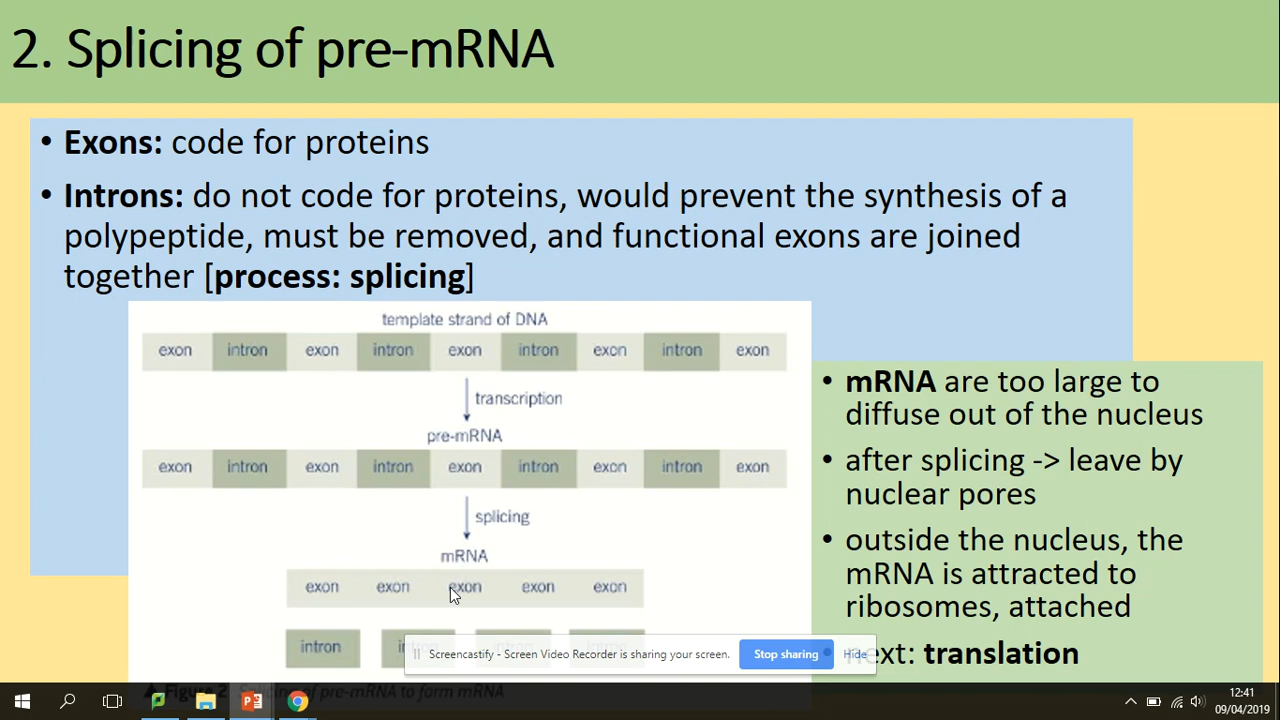 2. Splicing of pre-mRNA
• Exons: code for proteins
• Introns: do not code for proteins, would prevent the synthesis of a
polypeptide, must be removed, and functional exons are joined
together [process: splicing]
template strand of DNA
exon intron exon intron exon intron exon intron exon
transcription
pre-mRNA
exon intron exon intron exon intron exon intron exon
splicing
mRNA
exon exon exon exon exon
intron
Figure 2 Splicing of pre-mRNA to form mRNA
• mRNA are too large to
diffuse out of the nucleus
• after splicing -> leave by
nuclear pores
• outside the nucleus, the
mRNA is attracted to
ribosomes, attached
next: translation
Screencastify - Screen Video Recorder is sharing your screen. Stop sharing Hide
12:41
09/04/2019